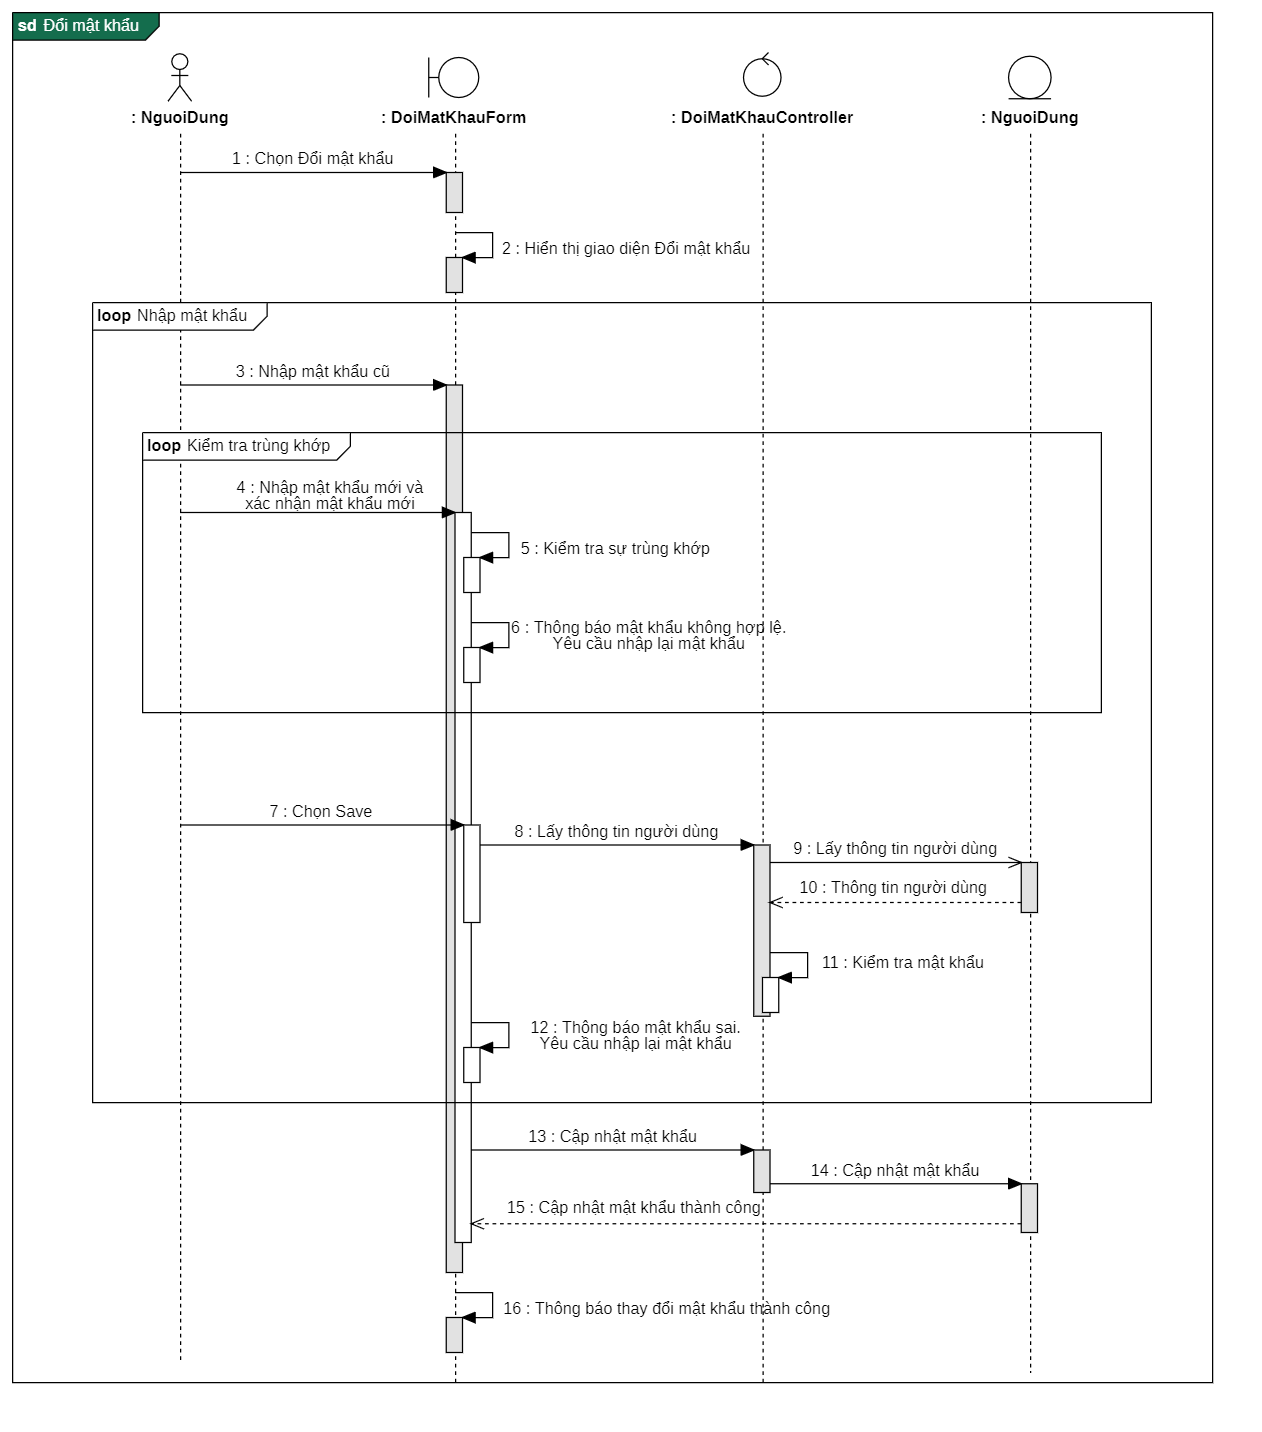 sd Đổi mật khẩu
: NguoiDung
: DoiMatKhauForm
: DoiMatKhauController
: NguoiDung
1 : Chọn Đổi mật khẩu
2 : Hiển thị giao diện Đổi mật khẩu
loop Nhập mật khẩu
3 : Nhập mật khẩu cũ
loop Kiểm tra trùng khớp
4 : Nhập mật khẩu mới và
xác nhận mật khẩu mới
5 : Kiểm tra sự trùng khớp
6 : Thông báo mật khẩu không hợp lệ.
Yêu cầu nhập lại mật khẩu
7 : Chọn Save
8 : Lấy thông tin người dùng
9 : Lấy thông tin người dùng
10 : Thông tin người dùng
11 : Kiểm tra mật khẩu
12 : Thông báo mật khẩu sai.
Yêu cầu nhập lại mật khẩu
13 : Cập nhật mật khẩu
14 : Cập nhật mật khẩu
15 : Cập nhật mật khẩu thành công
16 : Thông báo thay đổi mật khẩu thành công